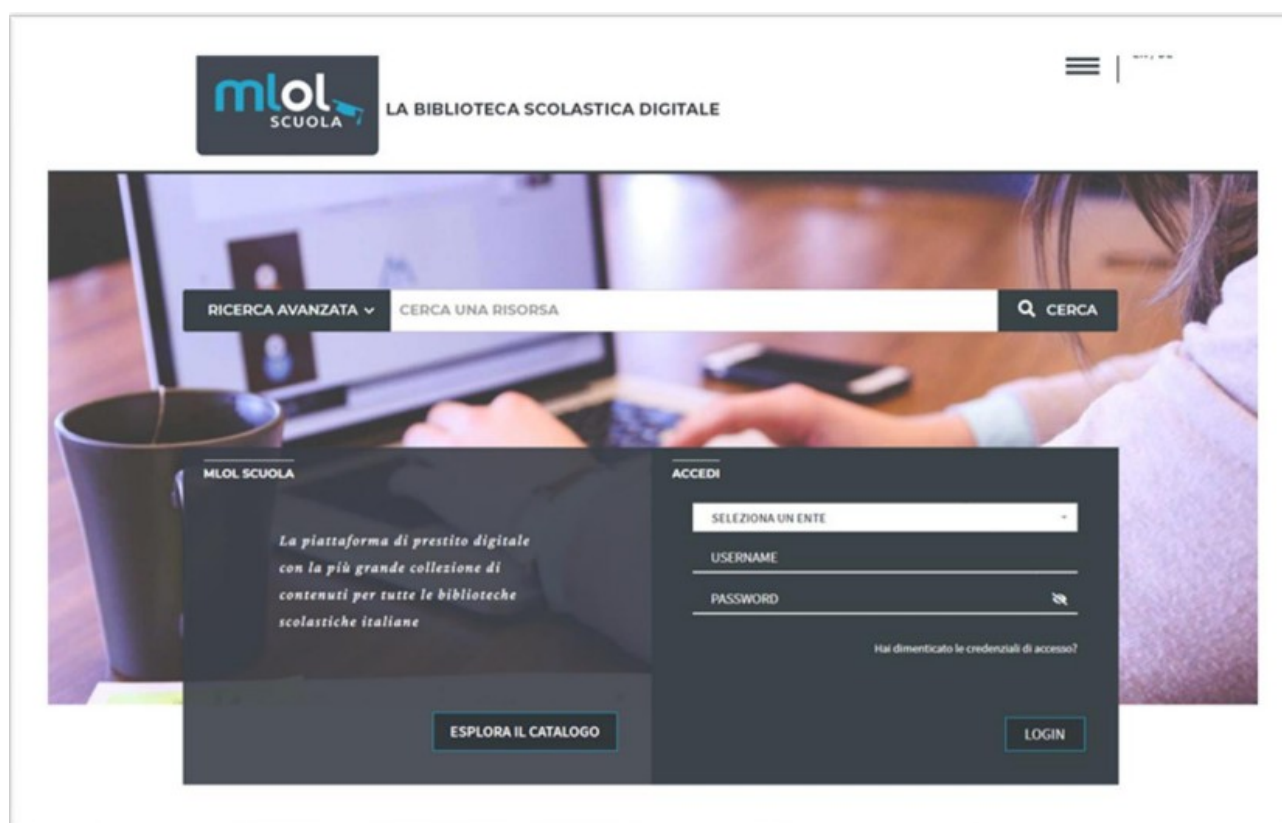 mlol
SCUOLA
LA BIBLIOTECA SCOLASTICA DIGITALE
RICERCA AVANZATA
CERCA UNA RISORSA
CERCA
MLOL SCUOLA
La piattaforma di prestito digitale
con la più grande collezione di
contenuti per tutte le biblioteche
scolastiche italiane
ESPLORA IL CATALOGO
ACCEDI
SELEZIONA UN ENTE
USERNAME
PASSWORD
Hai dimenticato le credenziali di accesso?
LOGIN